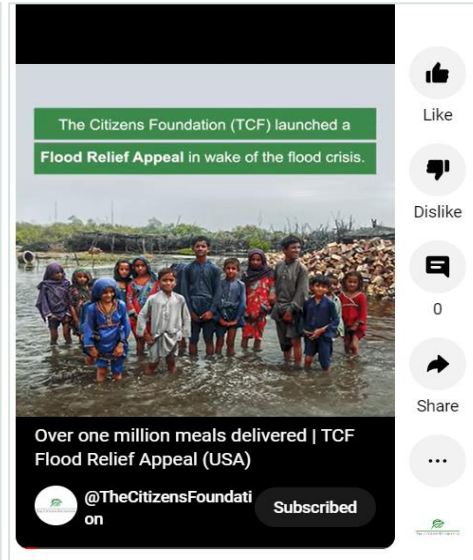 The Citizens Foundation (TCF) launched a
Flood Relief Appeal in wake of the flood crisis.
Like
Dislike
0
Share
Over one million meals delivered | TCF
Flood Relief Appeal (USA)
@TheCitizensFoundati
on
Subscribed